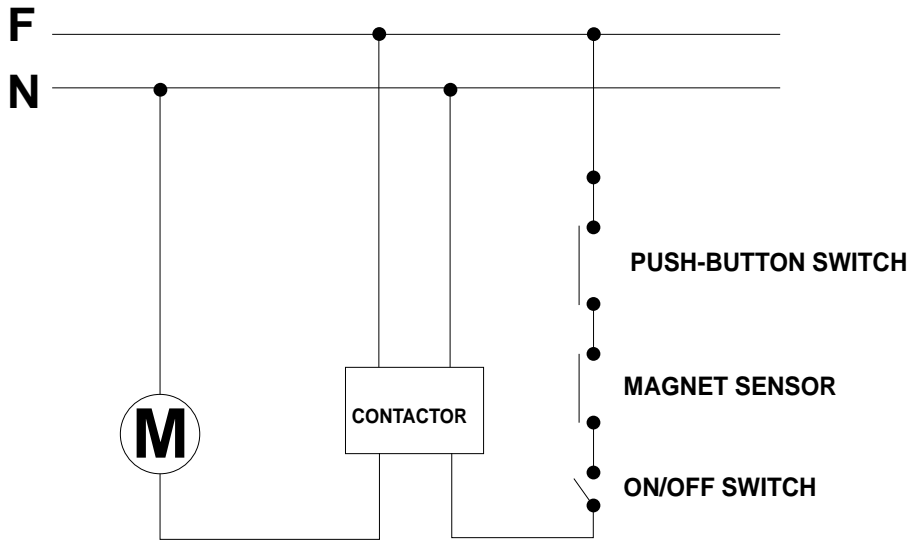 F
N
PUSH-BUTTON SWITCH
MAGNET SENSOR
CONTACTOR
M
ON/OFF SWITCH